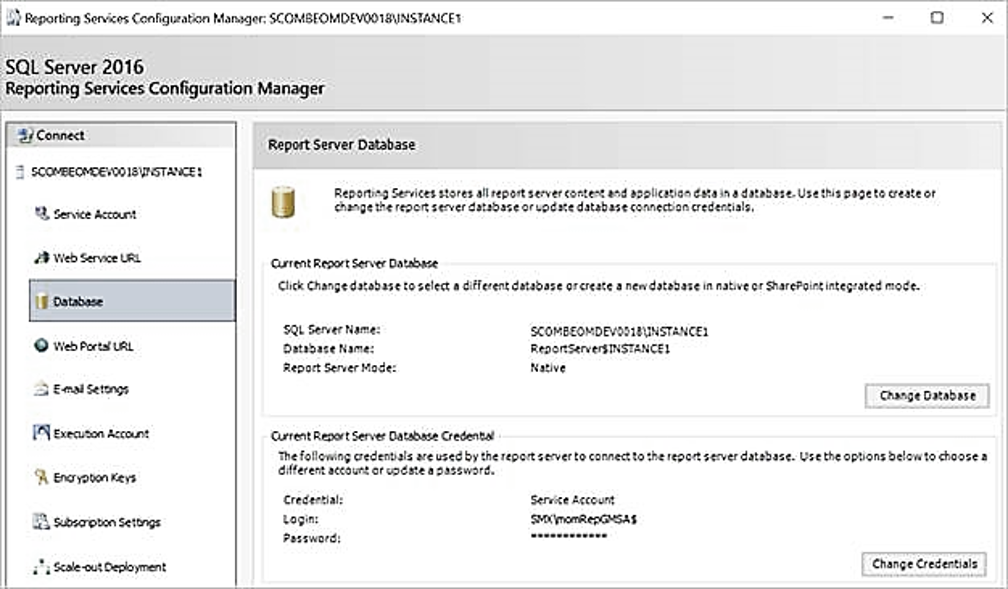 Reporting Services Configuration Manager: SCOMBEOMDEV0018\INSTANCE1
SQL Server 2016
Reporting Services Configuration Manager
Connect
SCOMBEOMDEV0018\INSTANCE1
Service Account
Web Service URL
Database
Web Portal URL
E-mail Settings
Execution Account
Encryption Keys
Subscription Settings
Scale-out Deployment
Report Server Database
Reporting Services stores all report server content and application data in a database. Use this page to create or
change the report server database or update database connection credentials.
Current Report Server Database
Click Change database to select a different database or create a new database in native or SharePoint integrated mode.
SQL Server Name: SCOMBEOMDEV0018\INSTANCE1
Database Name: ReportServer$INSTANCE1
Report Server Mode: Native
Change Database
Current Report Server Database Credential
The following credentials are used by the report server to connect to the report server database. Use the options below to choose a
different account or update a password.
Credential: Service Account
Login: SMX\momRepGMSA$
Password: ************
Change Credentials